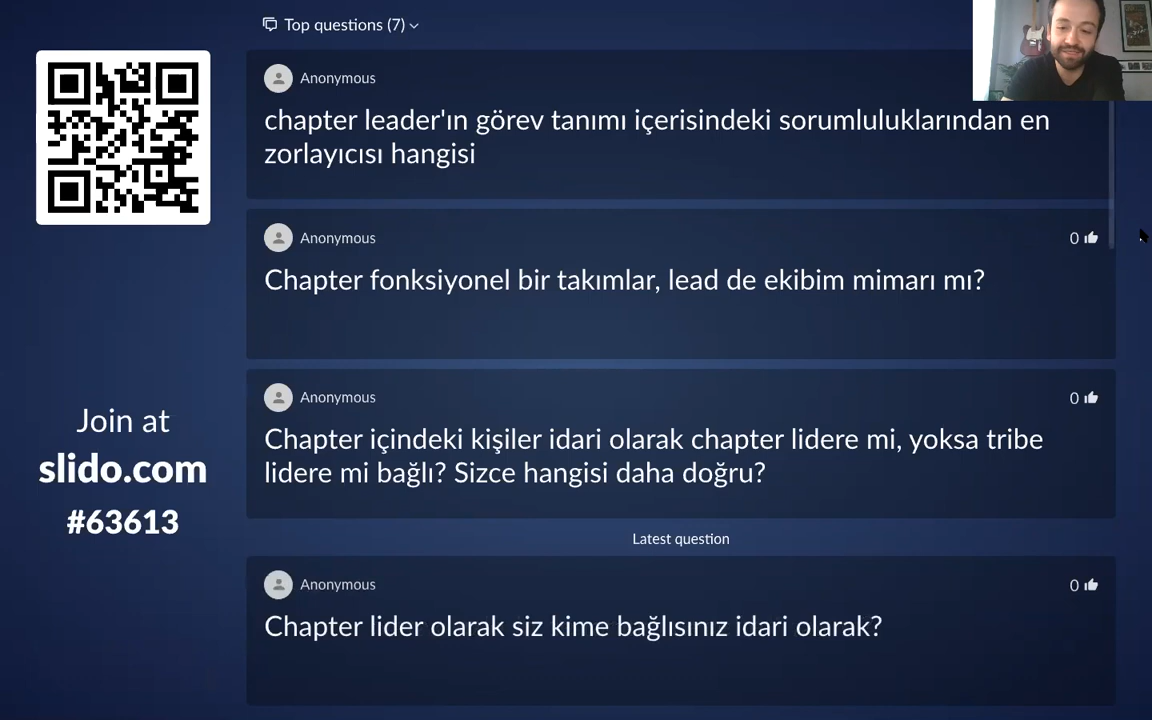 Top questions (7)
Anonymous
chapter leader'ın görev tanımı içerisindeki sorumluluklarından en
zorlayıcısı hangisi
Anonymous
0
Chapter fonksiyonel bir takımlar, lead de ekibim mimarı mı?
Anonymous
0
Chapter içindeki kişiler idari olarak chapter lidere mi, yoksa tribe
lidere mi bağlı? Sizce hangisi daha doğru?
Latest question
Anonymous
0
Chapter lider olarak siz kime bağlısınız idari olarak?
Join at
slido.com
#63613